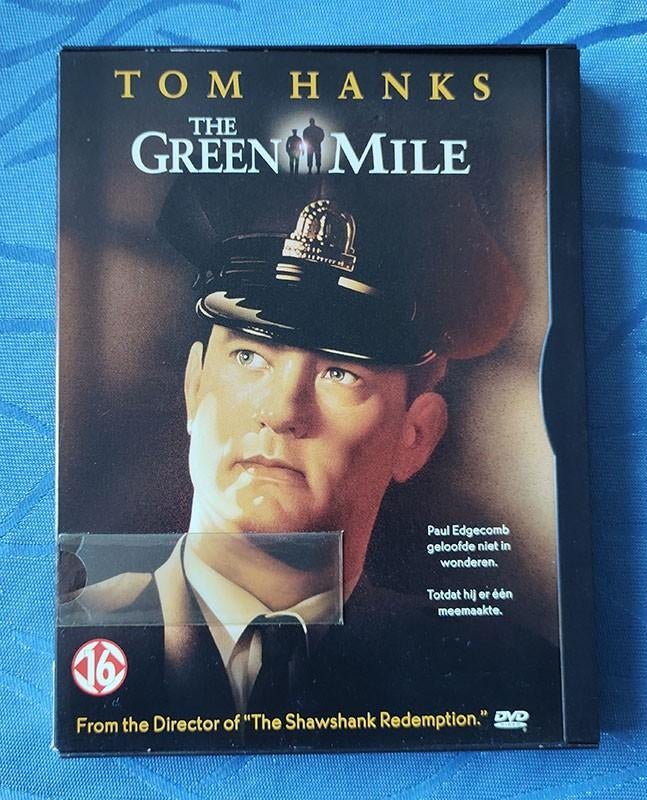 TOM HANKS
THE
GREEN MILE
Paul Edgecomb
geloofde niet in
wonderen.
Totdat hij er één
meemaakte.
16
From the Director of "The Shawshank Redemption." DVD